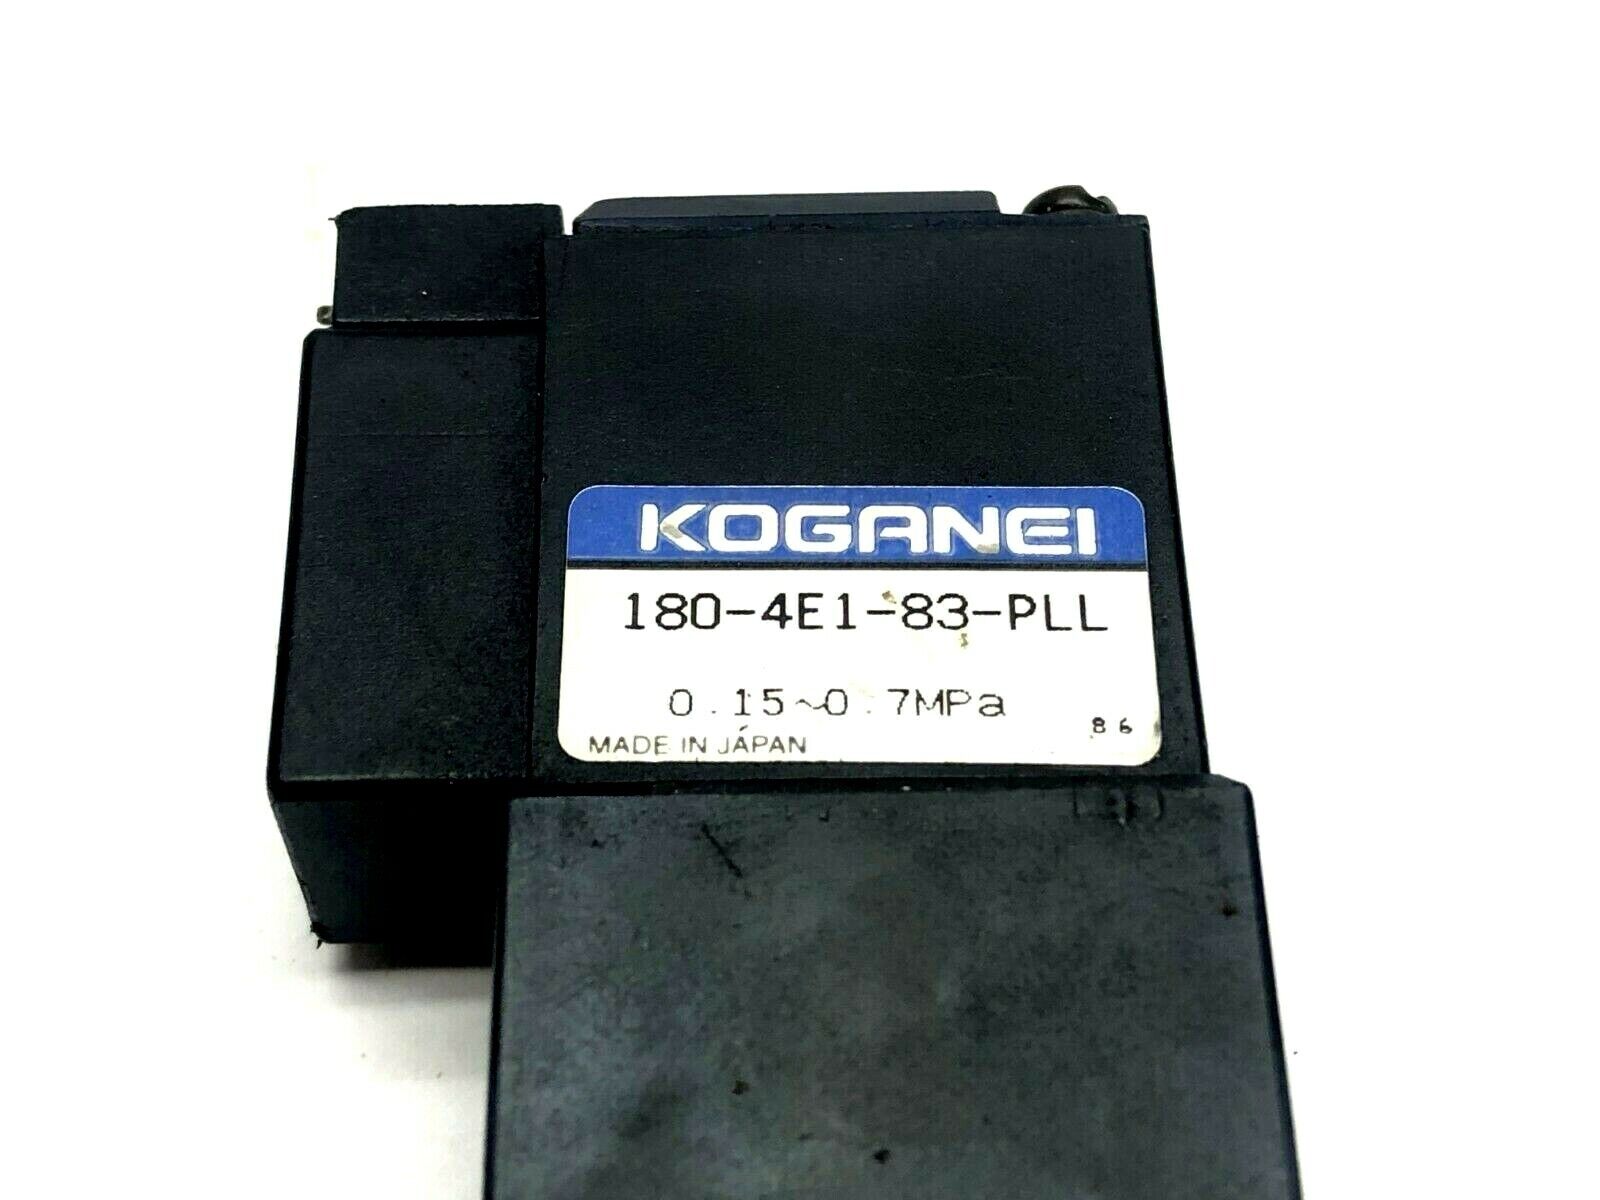 KOGANEI
180-4E1-83-PLL
0.15~0.7MPa
86
MADE IN JAPAN